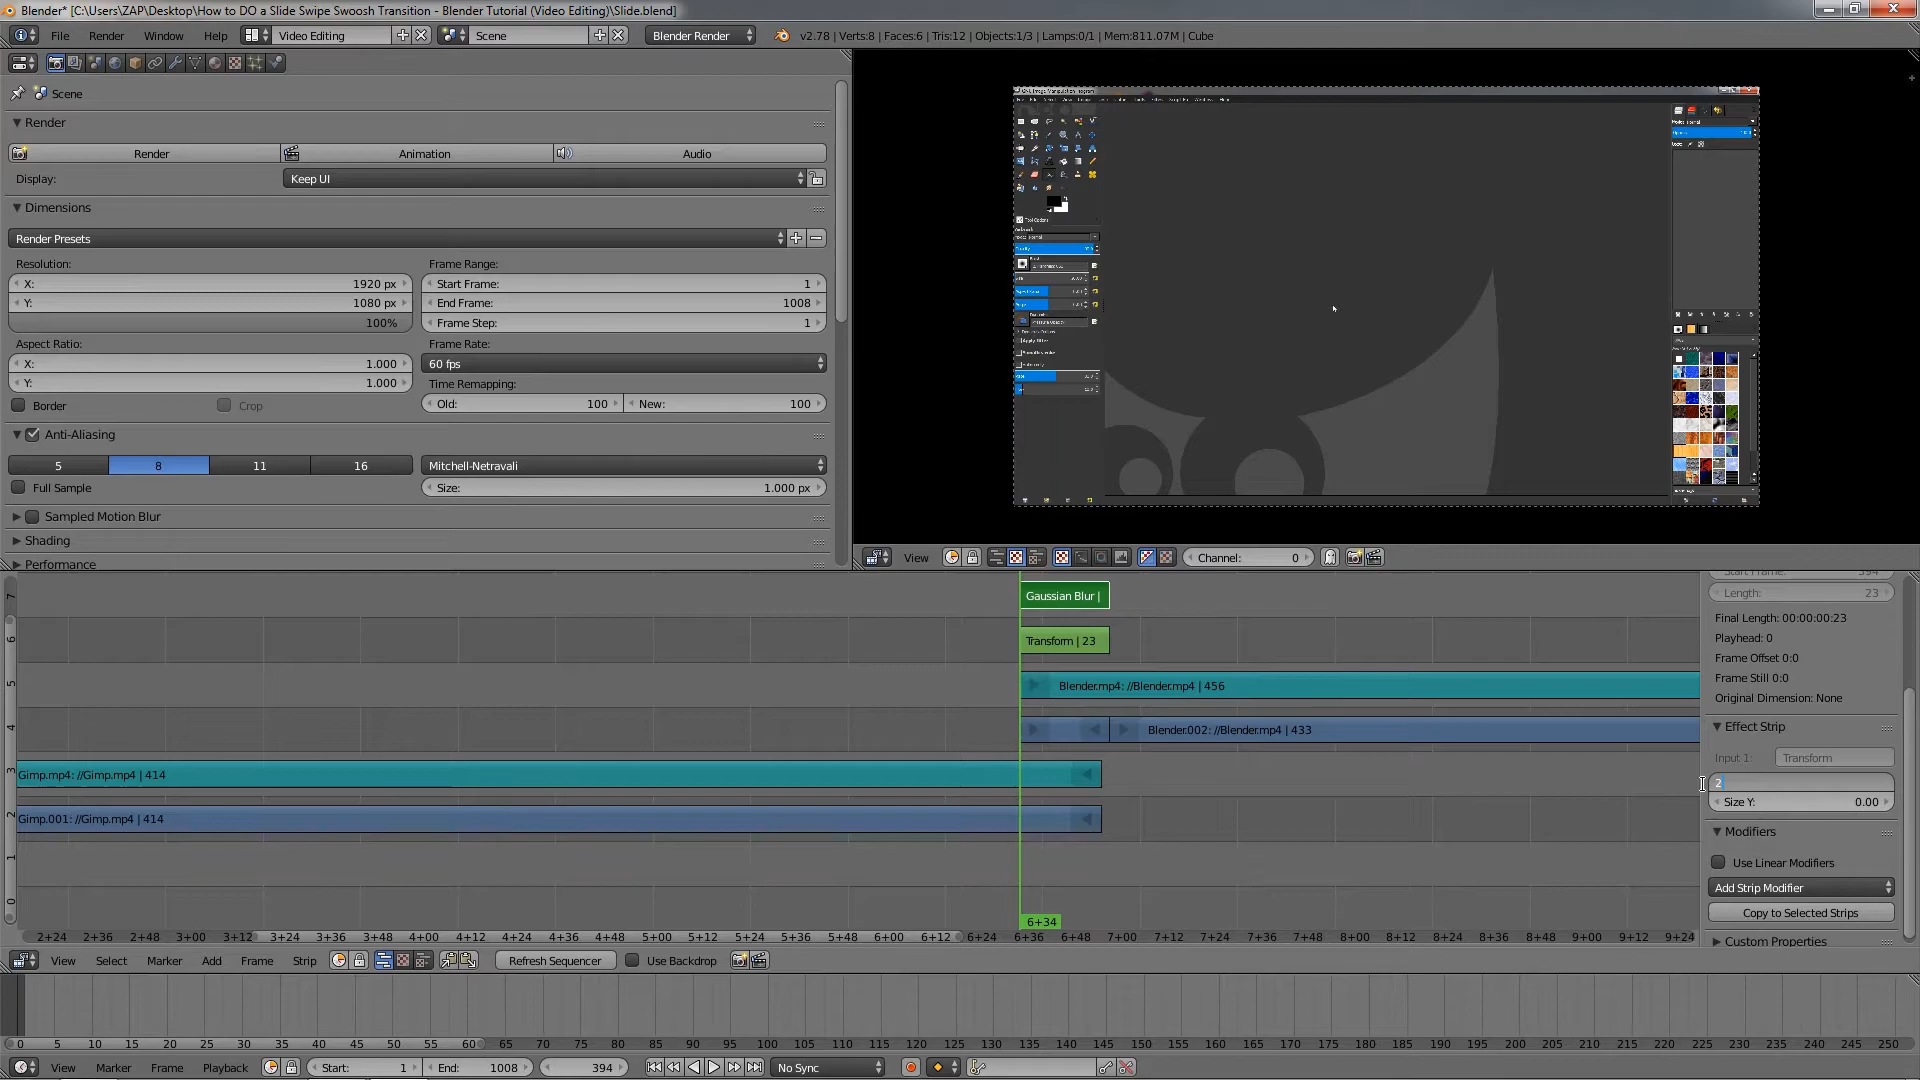 Blender* [C:\Users\ZAP\Desktop\How to DO a Slide Swipe Swoosh Transition - Blender Tutorial (Video Editing)\Slide.blend]
File Render Window Help Video Editing Scene Blender Render v2.78 | Verts:8 | Faces:6 | Tris:12 | Objects:1/3 | Lamps:0/1 | Mem:811.07M | Cube
Scene
Render
Render Animation Audio
Display: Keep UI
Dimensions
Render Presets
Resolution: Frame Range:
X: 1920 px Start Frame: 1
Y: 1080 px End Frame: 1008
100% Frame Step: 1
Aspect Ratio: Frame Rate:
X: 1.000 60 fps
Y: 1.000 Time Remapping:
Border Crop Old: 100 New: 100
Anti-Aliasing
5 8 11 16 Mitchell-Netravali
Full Sample Size: 1.000 px
Sampled Motion Blur
Shading
Performance
View Channel: 0
7 Gaussian Blur |
6 Transform | 23
5 Blender.mp4: //Blender.mp4 | 456
4 Blender.002: //Blender.mp4 | 433
3 Gimp.mp4: //Gimp.mp4 | 414
2 Gimp.001: //Gimp.mp4 | 414
1
0
6+34
2+24 2+36 2+48 3+00 3+12 3+24 3+36 3+48 4+00 4+12 4+24 4+36 4+48 5+00 5+12 5+24 5+36 5+48 6+00 6+12 6+24 6+36 6+48 7+00 7+12 7+24 7+36 7+48 8+00 8+12 8+24 8+36 8+48 9+00 9+12 9+24
Start Frame: 394
Length: 23
Final Length: 00:00:00:23
Playhead: 0
Frame Offset 0:0
Frame Still 0:0
Original Dimension: None
Effect Strip
Input 1: Transform
2
Size Y: 0.00
Modifiers
Use Linear Modifiers
Add Strip Modifier
Copy to Selected Strips
Custom Properties
View Select Marker Add Frame Strip Refresh Sequencer Use Backdrop
0 5 10 15 20 25 30 35 40 45 50 55 60 65 70 75 80 85 90 95 100 105 110 115 120 125 130 135 140 145 150 155 160 165 170 175 180 185 190 195 200 205 210 215 220 225 230 235 240 245 250
View Marker Frame Playback Start: 1 End: 1008 394 No Sync